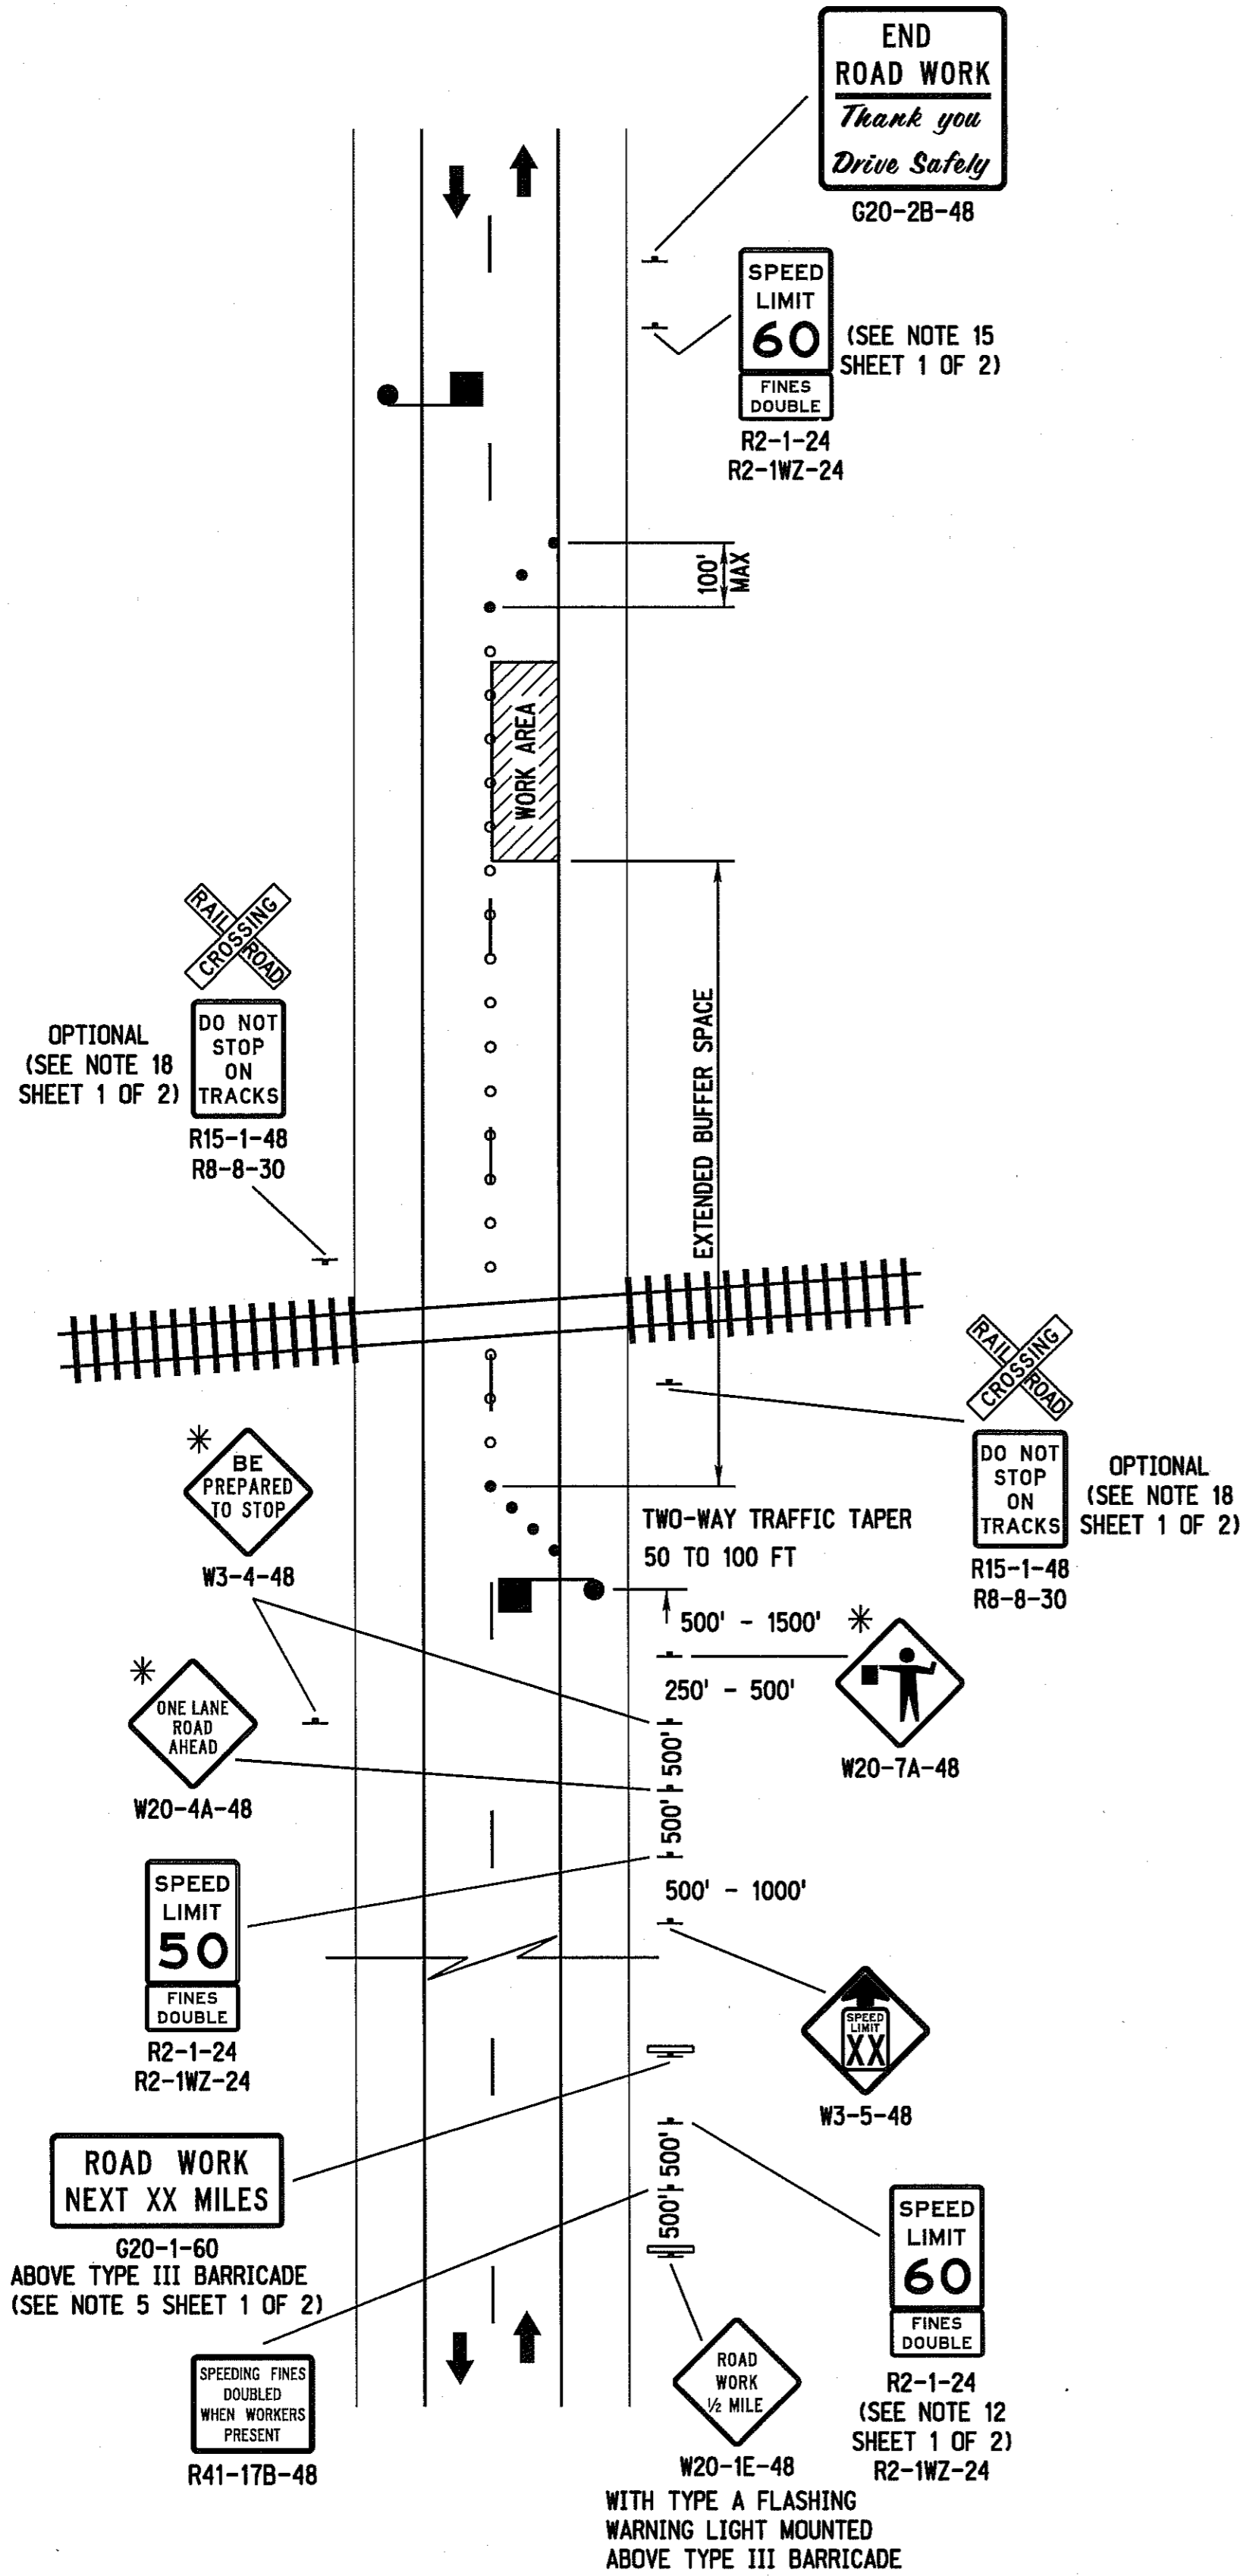 END
ROAD WORK
Thank you
Drive Safely
G20-2B-48
SPEED
LIMIT
60
FINES
DOUBLE
(SEE NOTE 15
SHEET 1 OF 2)
R2-1-24
R2-1WZ-24
100'
MAX
WORK AREA
RAIL ROAD
CROSSING
DO NOT
STOP
ON
TRACKS
OPTIONAL
(SEE NOTE 18
SHEET 1 OF 2)
R15-1-48
R8-8-30
EXTENDED BUFFER SPACE
RAIL ROAD
CROSSING
DO NOT
STOP
ON
TRACKS
OPTIONAL
(SEE NOTE 18
SHEET 1 OF 2)
R15-1-48
R8-8-30
BE
PREPARED
TO STOP
W3-4-48
TWO-WAY TRAFFIC TAPER
50 TO 100 FT
500' - 1500'
250' - 500'
W20-7A-48
ONE LANE
ROAD
AHEAD
W20-4A-48
500'
500'
500' - 1000'
SPEED
LIMIT
50
FINES
DOUBLE
R2-1-24
R2-1WZ-24
SPEED
LIMIT
XX
W3-5-48
ROAD WORK
NEXT XX MILES
G20-1-60
ABOVE TYPE III BARRICADE
(SEE NOTE 5 SHEET 1 OF 2)
500'
500'
SPEED
LIMIT
60
FINES
DOUBLE
R2-1-24
(SEE NOTE 12
SHEET 1 OF 2)
R2-1WZ-24
SPEEDING FINES
DOUBLED
WHEN WORKERS
PRESENT
R41-17B-48
ROAD
WORK
½ MILE
W20-1E-48
WITH TYPE A FLASHING
WARNING LIGHT MOUNTED
ABOVE TYPE III BARRICADE